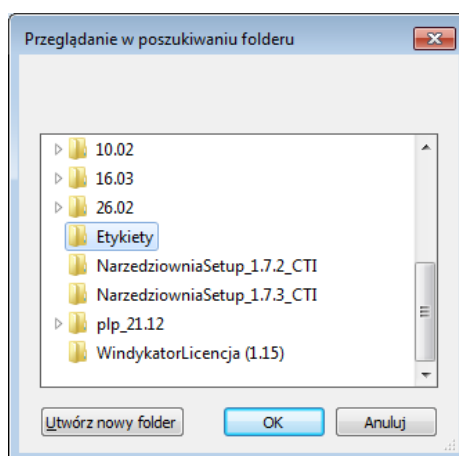 Przeglądanie w poszukiwaniu folderu
10.02
16.03
26.02
Etykiety
NarzedziowniaSetup_1.7.2_CTI
NarzedziowniaSetup_1.7.3_CTI
plp_21.12
WindykatorLicencja (1.15)
Utwórz nowy folder OK Anuluj